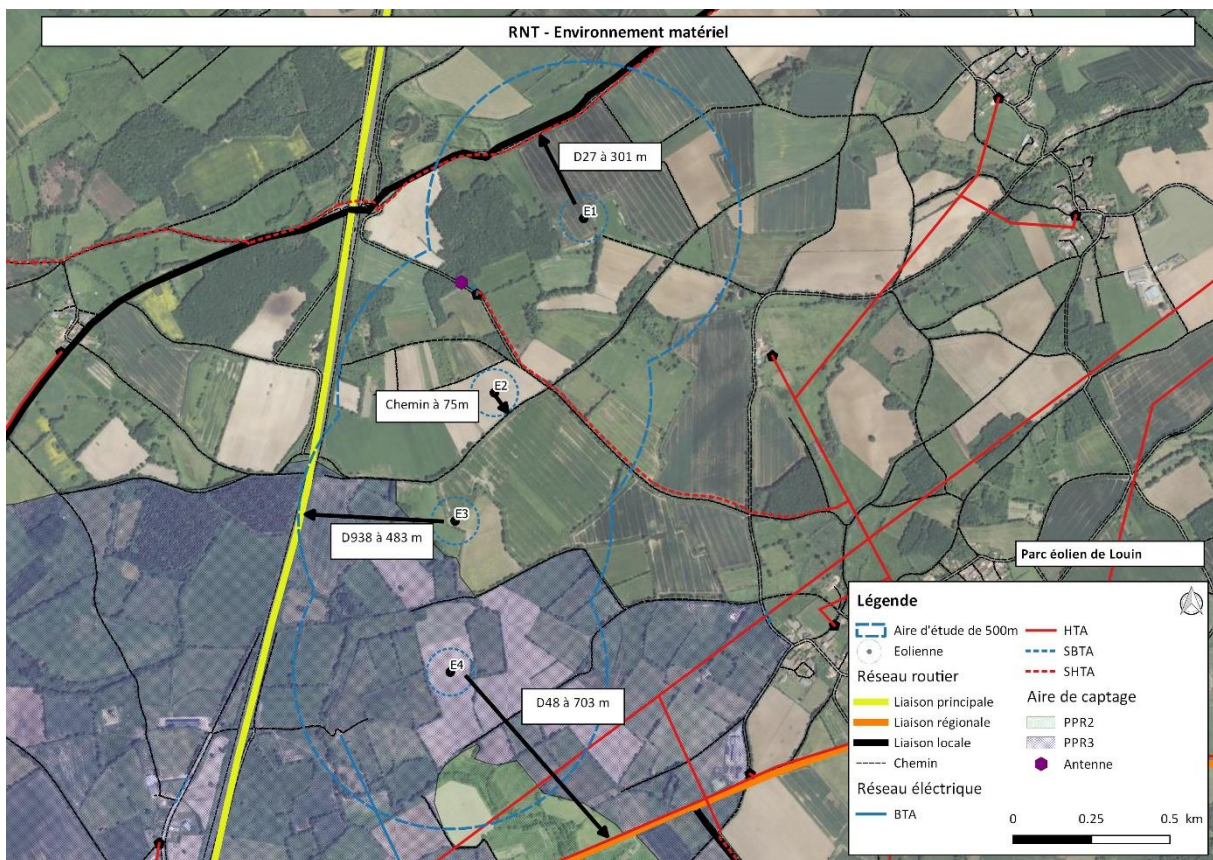 RNT - Environnement matériel
D27 à 301 m
E1
E2
Chemin à 75m
E3
D938 à 483 m
E4
D48 à 703 m
Parc éolien de Louin
Légende
Aire d'étude de 500m
Eolienne
Réseau routier
Liaison principale
Liaison régionale
Liaison locale
Chemin
Réseau éléctrique
BTA
HTA
SBTA
SHTA
Aire de captage
PPR2
PPR3
Antenne
0 0.25 0.5 km